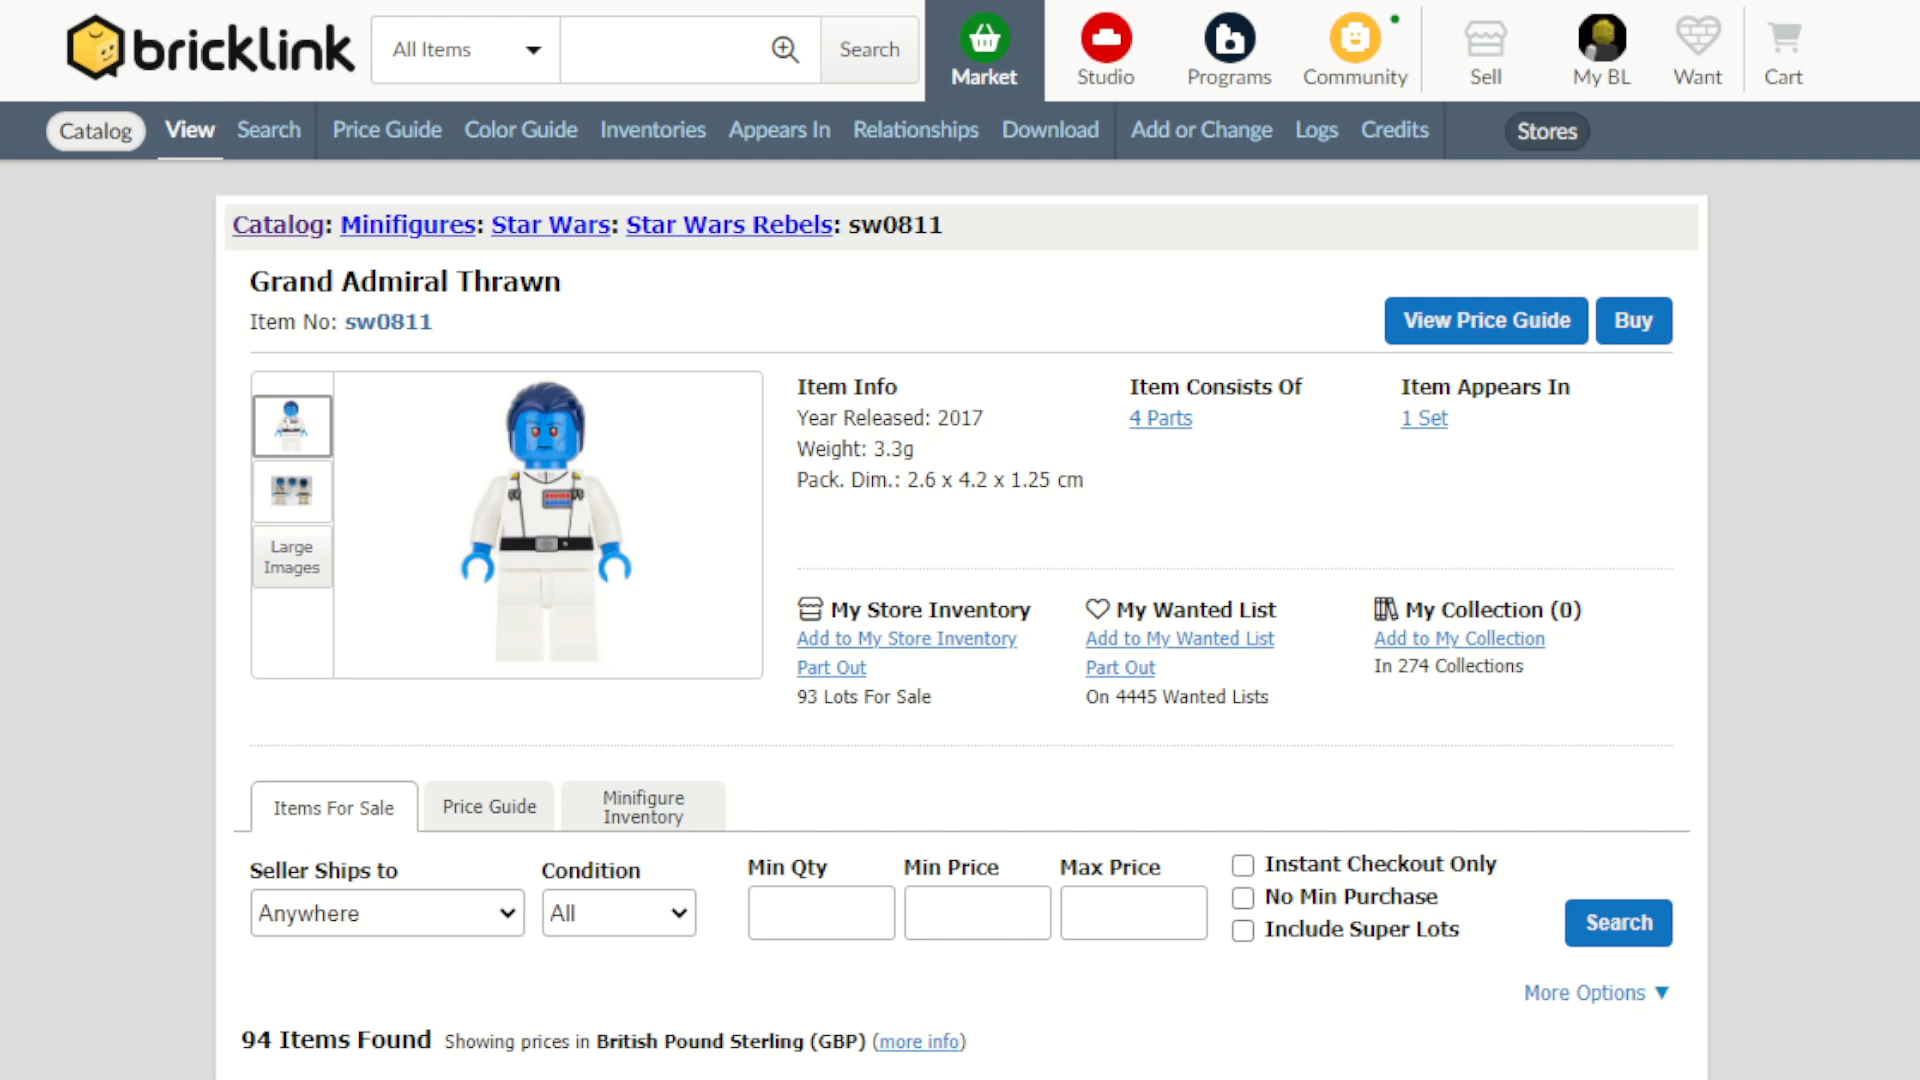 bricklink
All Items
Search
Market
Studio
Programs
Community
Sell
My BL
Want
Cart
Catalog
View
Search
Price Guide
Color Guide
Inventories
Appears In
Relationships
Download
Add or Change
Logs
Credits
Stores
Catalog: Minifigures: Star Wars: Star Wars Rebels: sw0811
Grand Admiral Thrawn
Item No: sw0811
View Price Guide
Buy
Large
Images
Item Info
Year Released: 2017
Weight: 3.3g
Pack. Dim.: 2.6 x 4.2 x 1.25 cm
Item Consists Of
4 Parts
Item Appears In
1 Set
My Store Inventory
Add to My Store Inventory
Part Out
93 Lots For Sale
My Wanted List
Add to My Wanted List
Part Out
On 4445 Wanted Lists
My Collection (0)
Add to My Collection
In 274 Collections
Items For Sale
Price Guide
Minifigure
Inventory
Seller Ships to
Anywhere
Condition
All
Min Qty
Min Price
Max Price
Instant Checkout Only
No Min Purchase
Include Super Lots
Search
More Options ▼
94 Items Found Showing prices in British Pound Sterling (GBP) (more info)